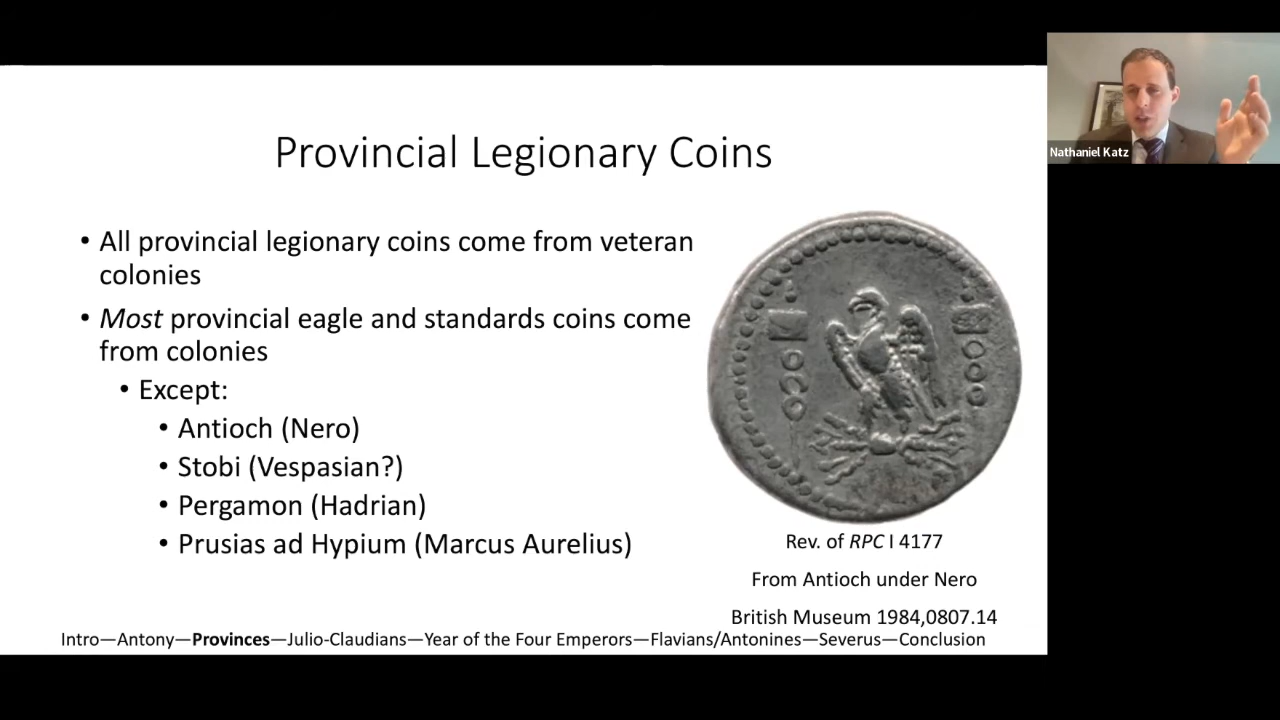 Provincial Legionary Coins
• All provincial legionary coins come from veteran
colonies
• Most provincial eagle and standards coins come
from colonies
• Except:
• Antioch (Nero)
• Stobi (Vespasian?)
• Pergamon (Hadrian)
• Prusias ad Hypium (Marcus Aurelius)
Rev. of RPC I 4177
From Antioch under Nero
British Museum 1984,0807.14
Intro—Antony—Provinces—Julio-Claudians—Year of the Four Emperors—Flavians/Antonines—Severus—Conclusion
Nathaniel Katz